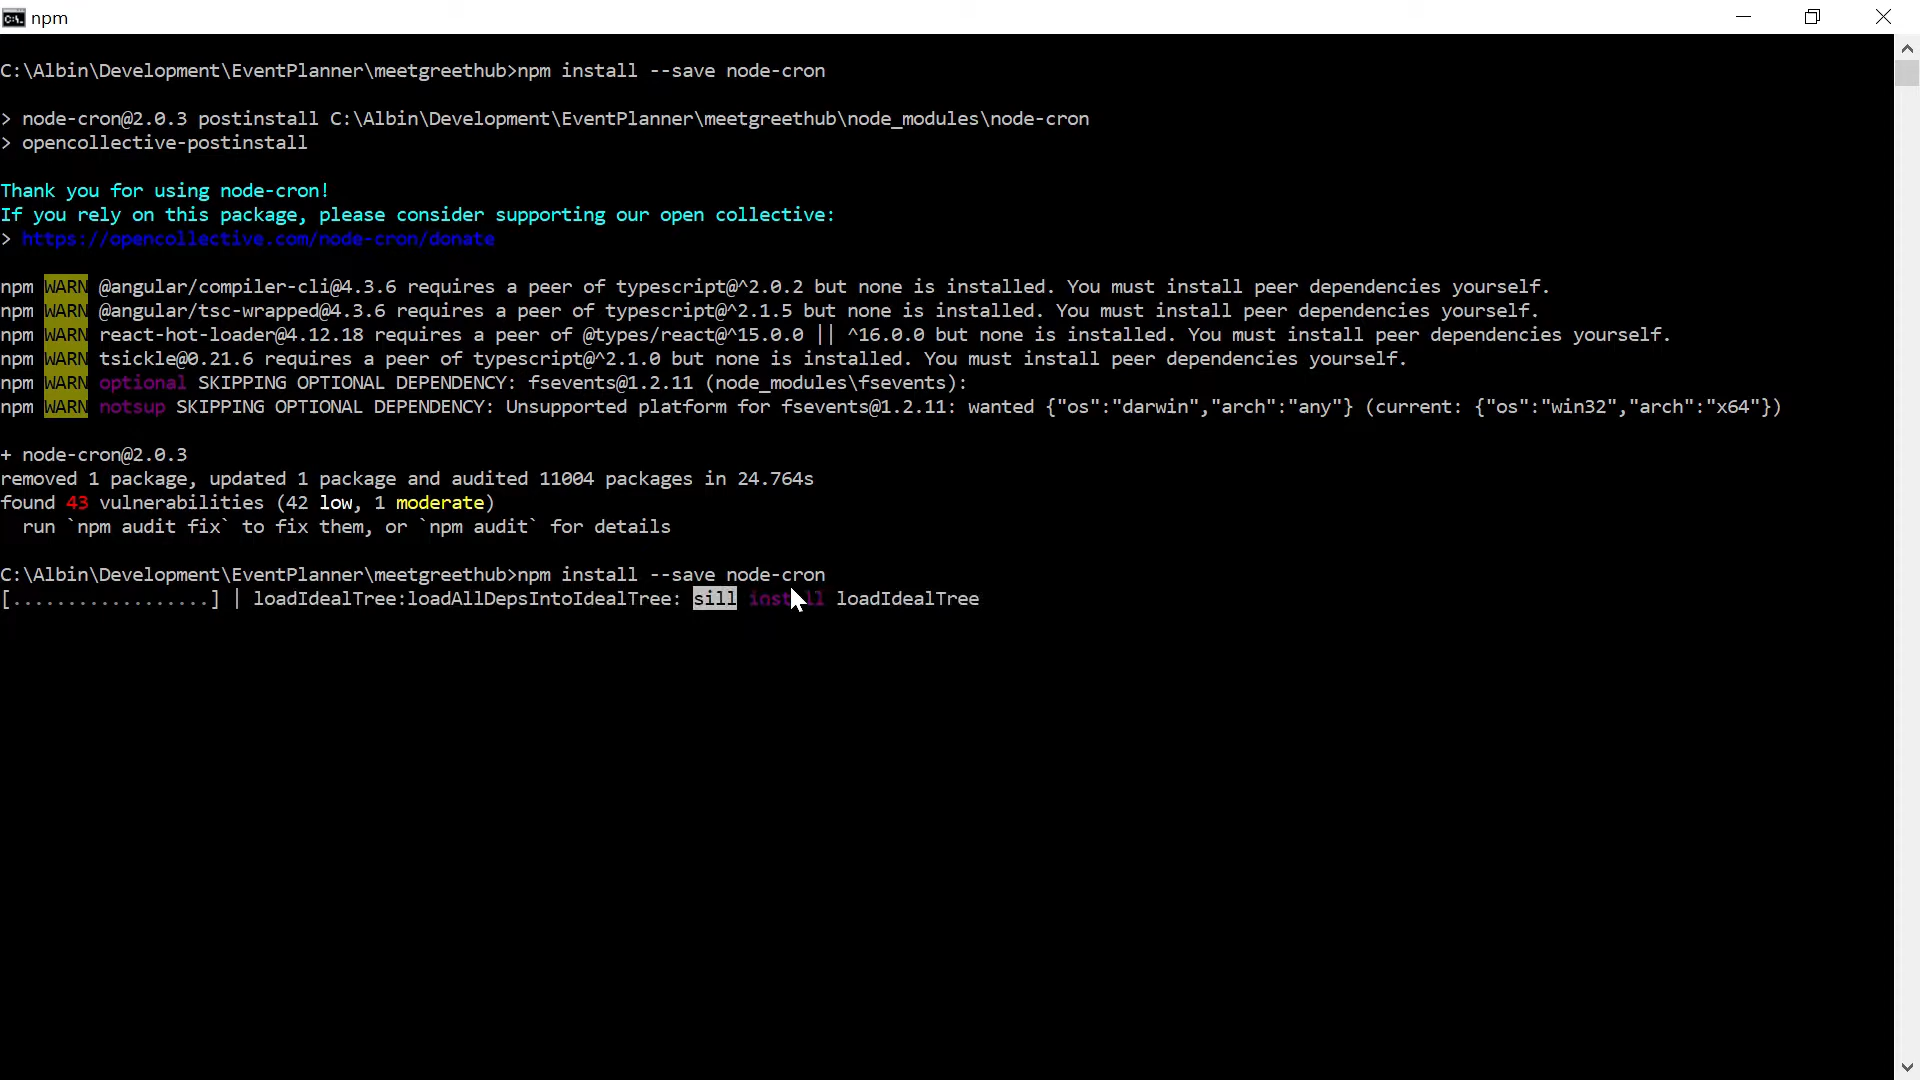 npm
C:\Albin\Development\EventPlanner\meetgreethub>npm install --save node-cron
> node-cron@2.0.3 postinstall C:\Albin\Development\EventPlanner\meetgreethub\node_modules\node-cron
> opencollective-postinstall
Thank you for using node-cron!
If you rely on this package, please consider supporting our open collective:
> https://opencollective.com/node-cron/donate
npm WARN @angular/compiler-cli@4.3.6 requires a peer of typescript@^2.0.2 but none is installed. You must install peer dependencies yourself.
npm WARN @angular/tsc-wrapped@4.3.6 requires a peer of typescript@^2.1.5 but none is installed. You must install peer dependencies yourself.
npm WARN react-hot-loader@4.12.18 requires a peer of @types/react@^15.0.0 || ^16.0.0 but none is installed. You must install peer dependencies yourself.
npm WARN tsickle@0.21.6 requires a peer of typescript@^2.1.0 but none is installed. You must install peer dependencies yourself.
npm WARN optional SKIPPING OPTIONAL DEPENDENCY: fsevents@1.2.11 (node_modules\fsevents):
npm WARN notsup SKIPPING OPTIONAL DEPENDENCY: Unsupported platform for fsevents@1.2.11: wanted {"os":"darwin","arch":"any"} (current: {"os":"win32","arch":"x64"})
+ node-cron@2.0.3
removed 1 package, updated 1 package and audited 11004 packages in 24.764s
found 43 vulnerabilities (42 low, 1 moderate)
run `npm audit fix` to fix them, or `npm audit` for details
C:\Albin\Development\EventPlanner\meetgreethub>npm install --save node-cron
[..................] | loadIdealTree:loadAllDepsIntoIdealTree: sill install loadIdealTree